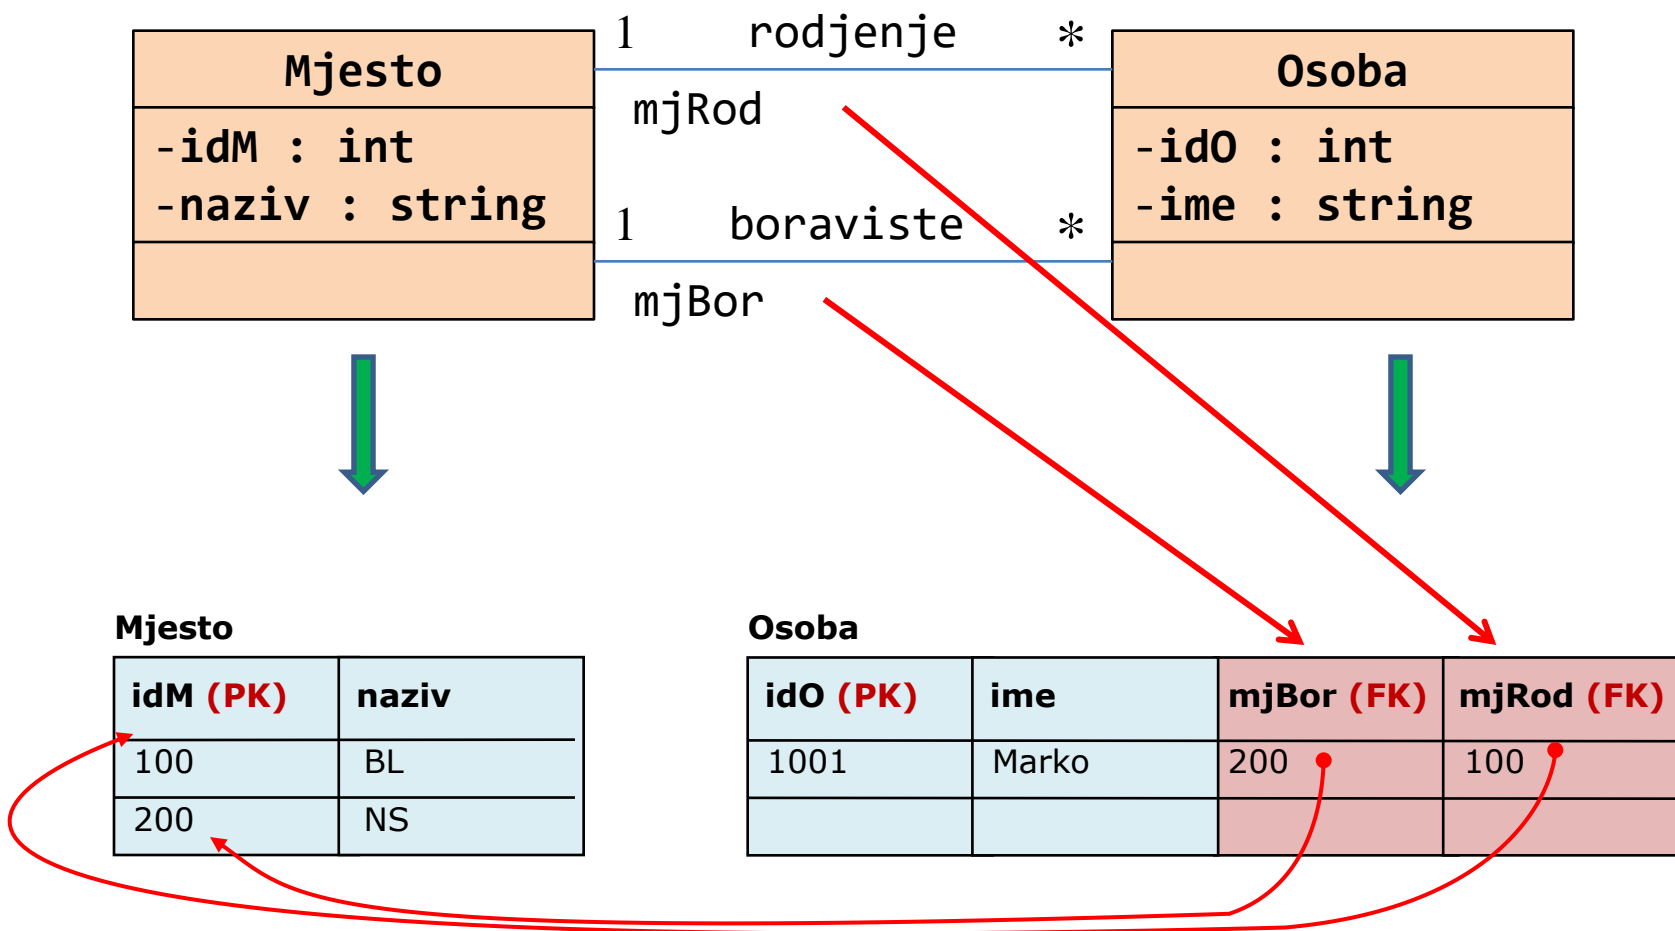 1 rodjenje *
Mjesto
Osoba
mjRod
-idM : int
-naziv : string
-idO : int
-ime : string
1 boraviste *
mjBor
Mjesto
idM (PK) naziv
100 BL
200 NS
Osoba
idO (PK) ime mjBor (FK) mjRod (FK)
1001 Marko 200 100